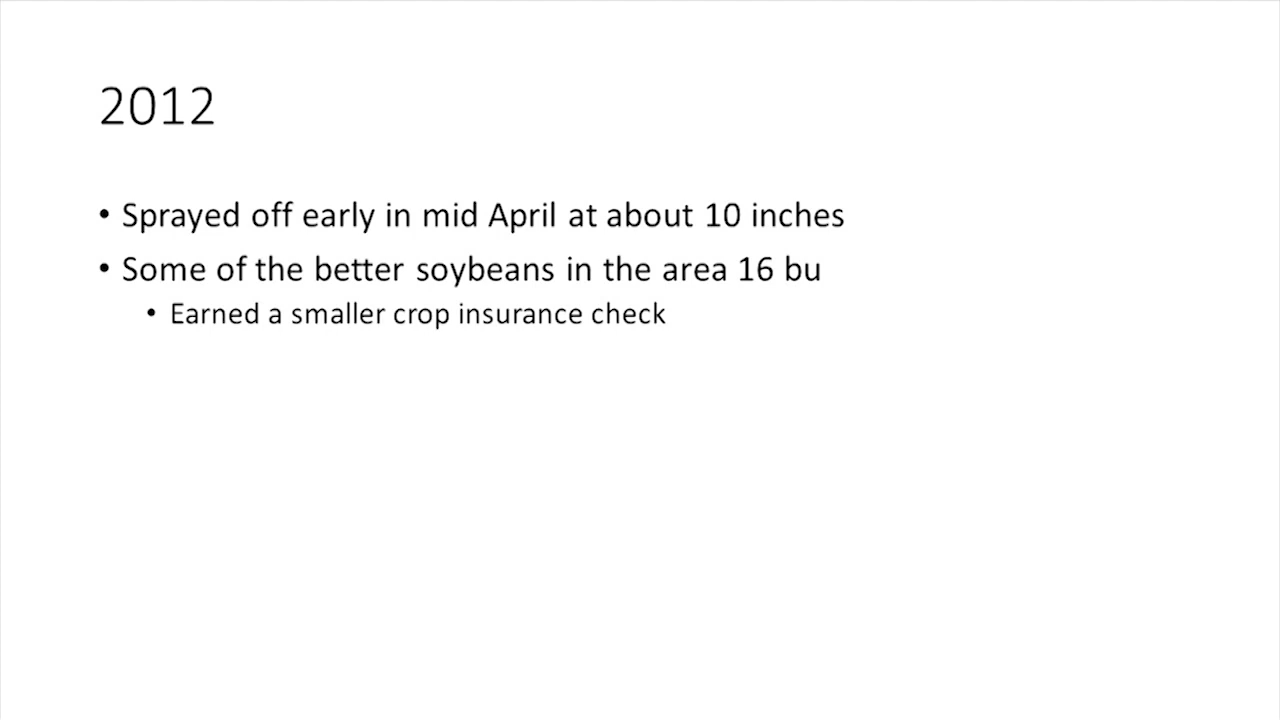 2012
• Sprayed off early in mid April at about 10 inches
• Some of the better soybeans in the area 16 bu
• Earned a smaller crop insurance check